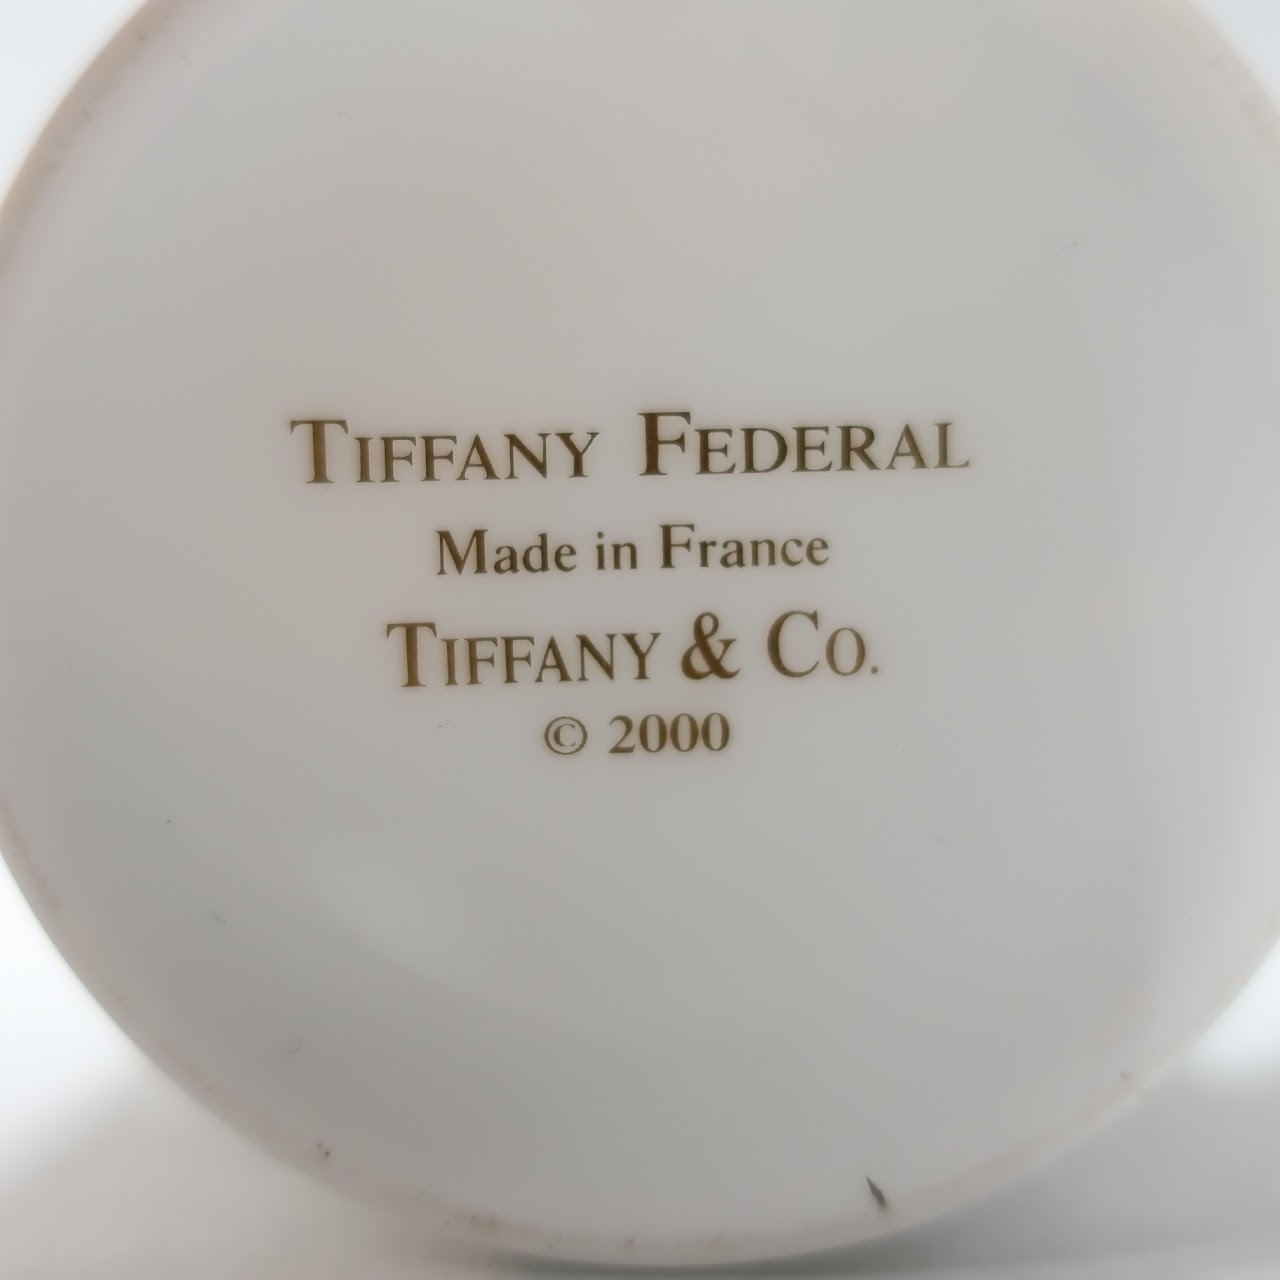 TIFFANY FEDERAL
Made in France
TIFFANY & CO.
© 2000